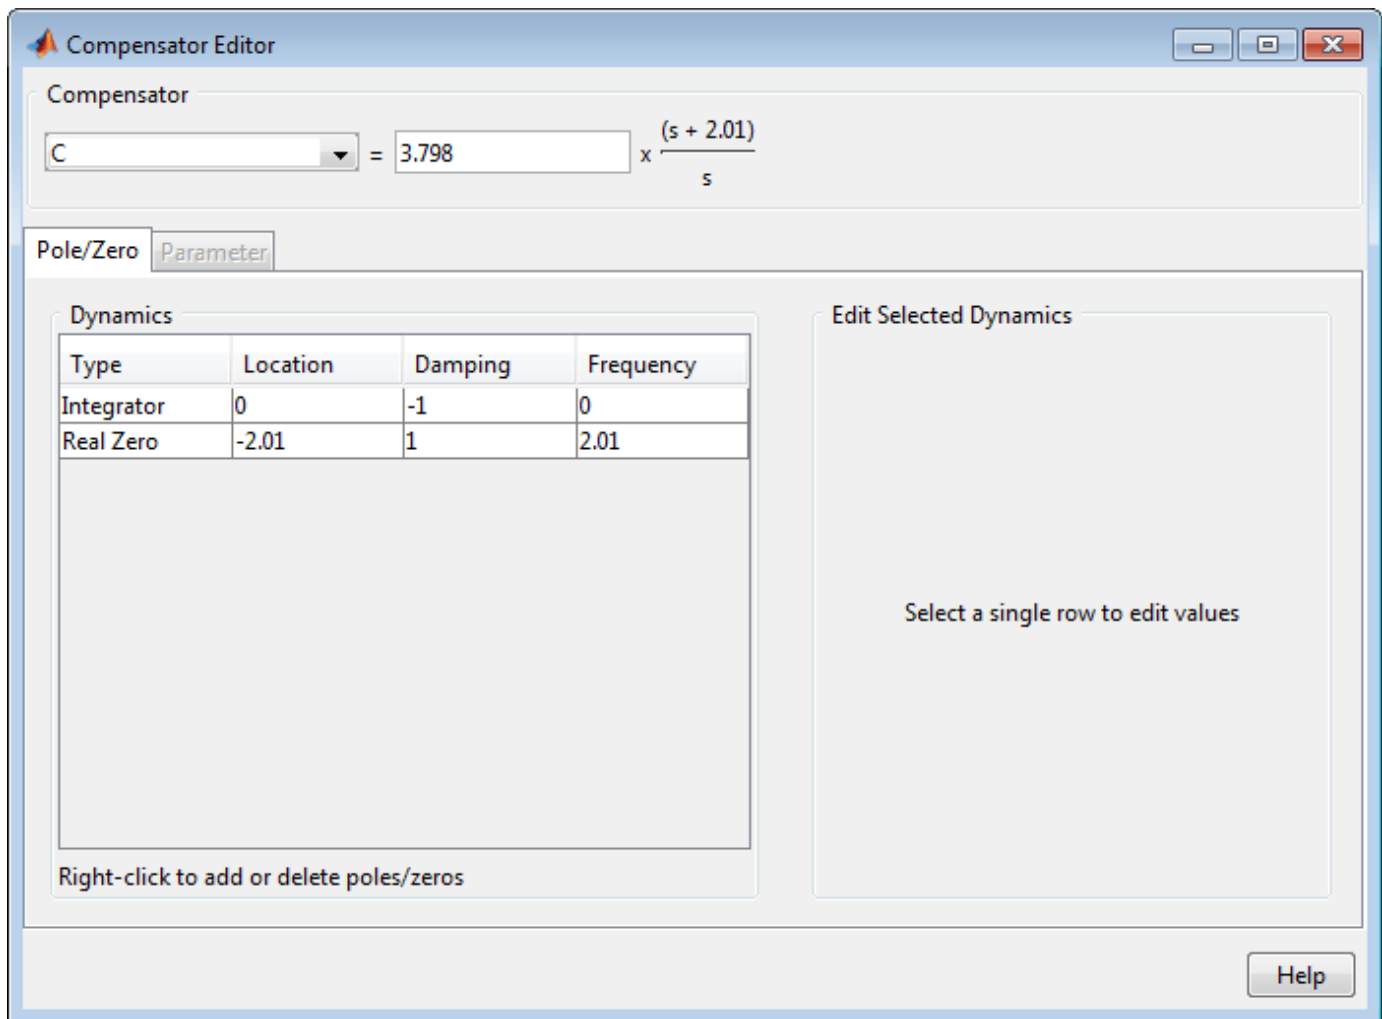 Compensator Editor
Compensator
(s + 2.01)
C = 3.798 x
s
Pole/Zero Parameter
Dynamics Edit Selected Dynamics
Type Location Damping Frequency
Integrator 0 -1 0
Real Zero -2.01 1 2.01
Select a single row to edit values
Right-click to add or delete poles/zeros
Help